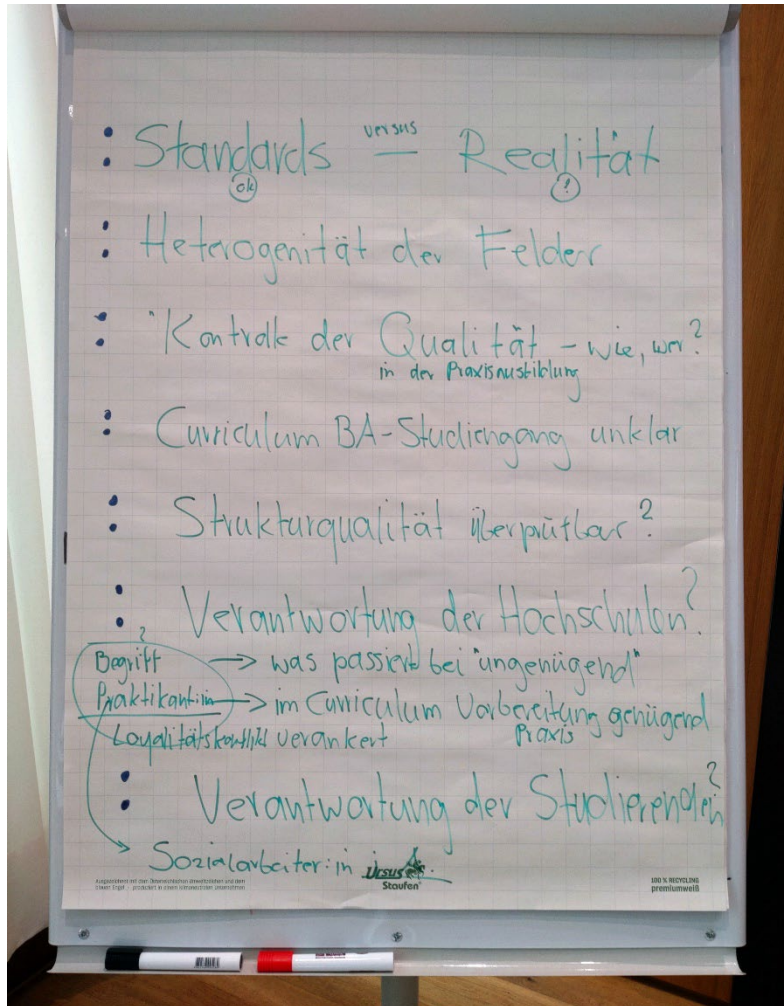 : Standards versus — Realität
ok !
: Heterogenität der Felder
: "Kontrolle der Qualität – wie, wer?
in der Praxisausbildung
: Curriculum BA-Studiengang unklar
: Strukturqualität überprüfbar?
: Verantwortung der Hochschulen?
?
Begriff → was passiert bei "ungenügend"
Praktikant:in → im Curriculum Vorbereitung genügend
Loyalitätskonflikt verankert Praxis
: Verantwortung der Studierenden?
→ Sozialarbeiter:in i.
URSUS
Staufen
100 % RECYCLING
premiumweiß